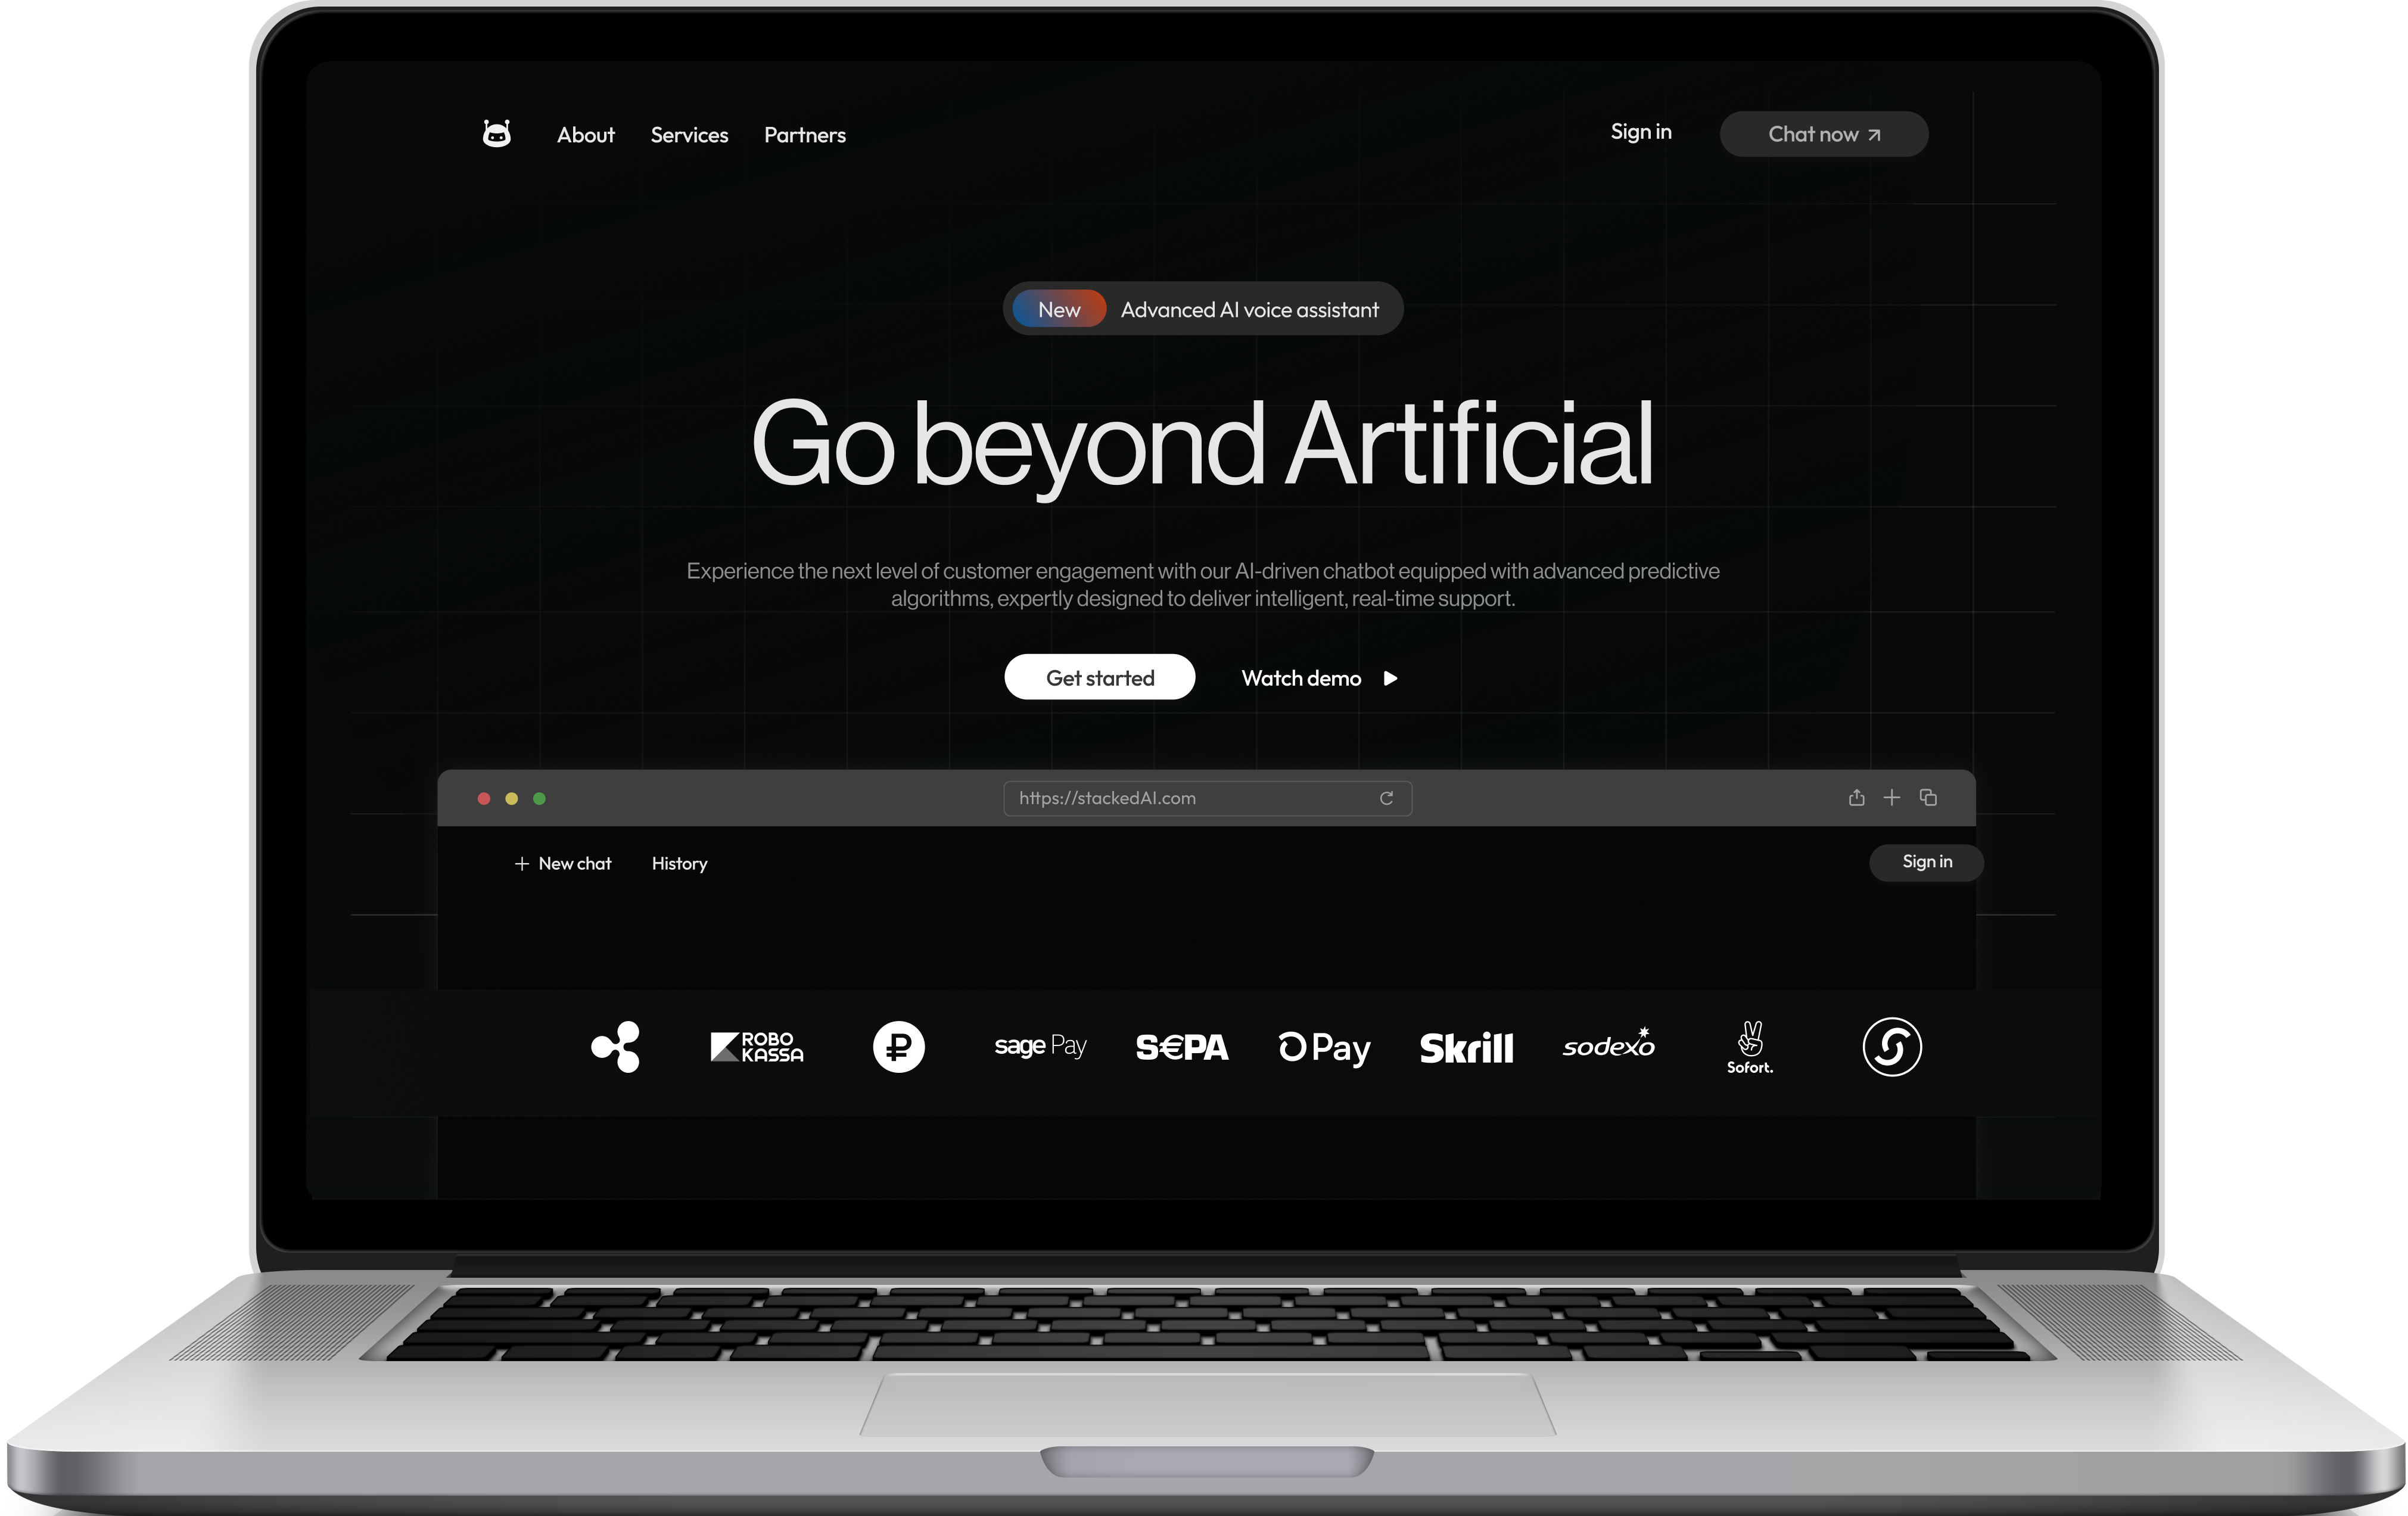 About Services Partners Sign in Chat now
New Advanced AI voice assistant
Go beyond Artificial
Experience the next level of customer engagement with our AI-driven chatbot equipped with advanced predictive
algorithms, expertly designed to deliver intelligent, real-time support.
Get started Watch demo
https://stackedAI.com
New chat History Sign in
ROBO
KASSA
₽
sage Pay
S€PA
Pay
Skrill
sodexo
Sofort.